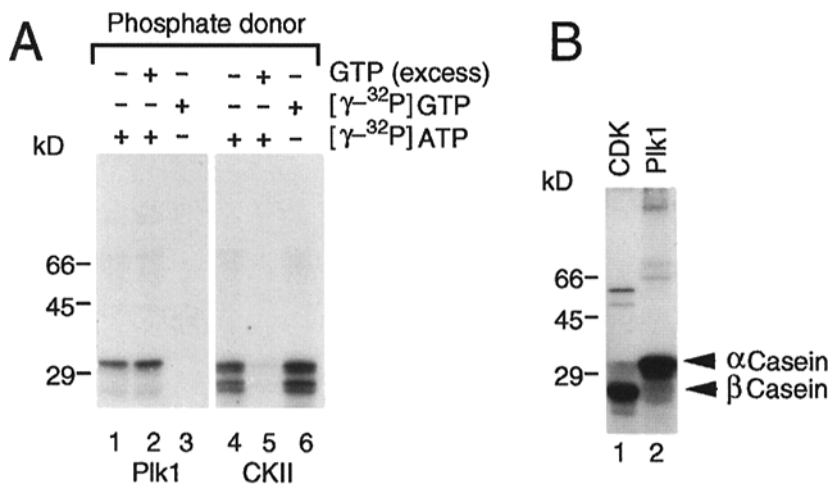 A
Phosphate donor
- + - - + - GTP (excess)
- - + - - + [γ-³²P]GTP
+ + - + + - [γ-³²P]ATP
kD
66
45
29
1 2 3 4 5 6
Plk1 CKII
B
CDK Plk1
kD
66
45
29
αCasein
βCasein
1 2